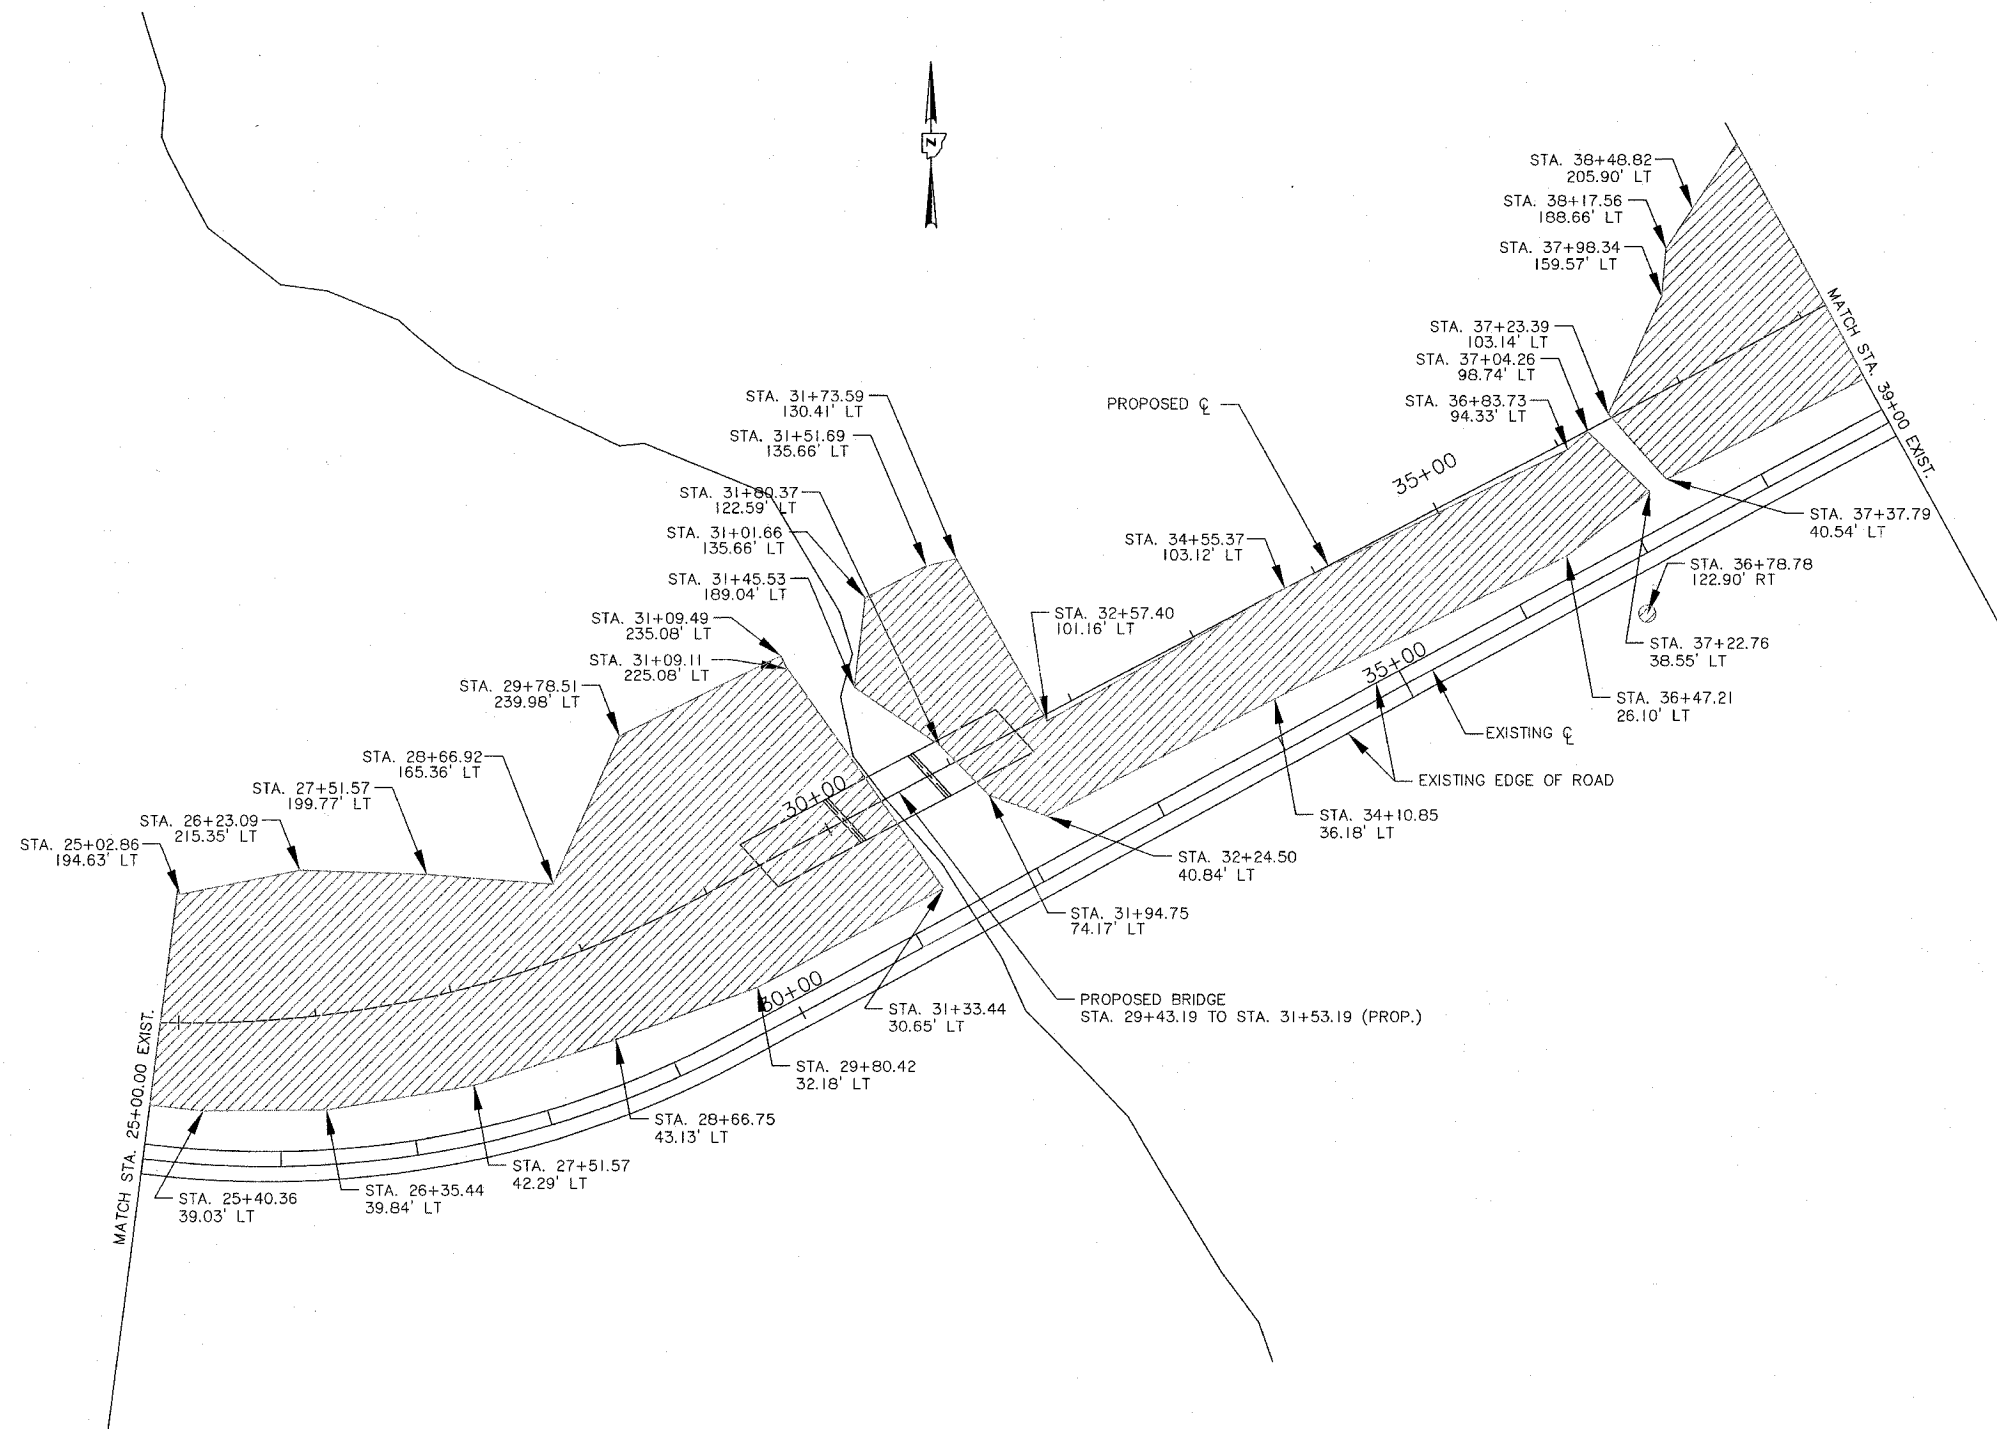 Z
STA. 38+48.82
205.90' LT
STA. 38+17.56
188.66' LT
STA. 37+98.34
159.57' LT
STA. 37+23.39
103.14' LT
STA. 37+04.26
98.74' LT
STA. 36+83.73
94.33' LT
MATCH STA. 39+00 EXIST.
STA. 31+73.59
130.41' LT
STA. 31+51.69
135.66' LT
STA. 31+80.37
122.59' LT
STA. 31+01.66
135.66' LT
STA. 31+45.53
189.04' LT
STA. 31+09.49
235.08' LT
STA. 31+09.11
225.08' LT
STA. 29+78.51
239.98' LT
STA. 28+66.92
165.36' LT
STA. 27+51.57
199.77' LT
STA. 26+23.09
215.35' LT
STA. 25+02.86
194.63' LT
PROPOSED ℄
35+00
STA. 34+55.37
103.12' LT
STA. 32+57.40
101.16' LT
STA. 37+37.79
40.54' LT
STA. 36+78.78
122.90' RT
STA. 37+22.76
38.55' LT
STA. 36+47.21
26.10' LT
35+00
EXISTING ℄
EXISTING EDGE OF ROAD
STA. 34+10.85
36.18' LT
STA. 32+24.50
40.84' LT
STA. 31+94.75
74.17' LT
30+00
30+00
PROPOSED BRIDGE
STA. 29+43.19 TO STA. 31+53.19 (PROP.)
STA. 31+33.44
30.65' LT
STA. 29+80.42
32.18' LT
STA. 28+66.75
43.13' LT
STA. 27+51.57
42.29' LT
STA. 26+35.44
39.84' LT
STA. 25+40.36
39.03' LT
MATCH STA. 25+00.00 EXIST.